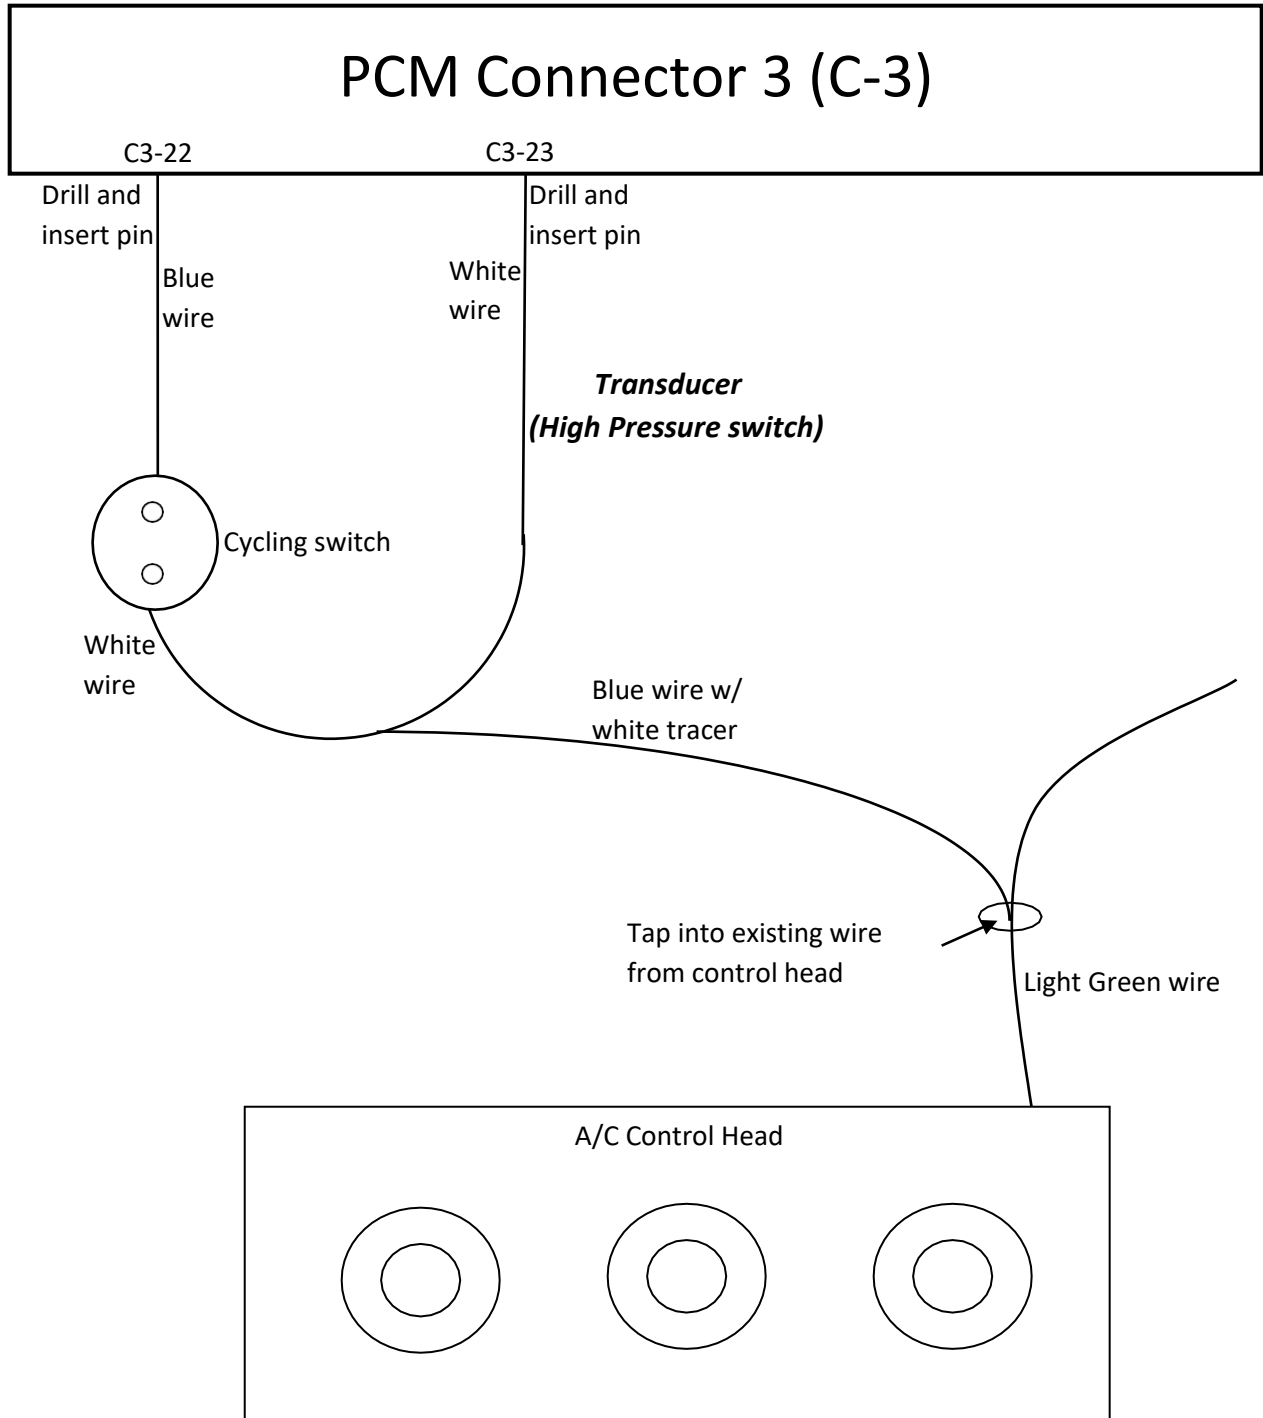 PCM Connector 3 (C-3)
C3-22
C3-23
Drill and
insert pin
Drill and
insert pin
Blue
wire
White
wire
Transducer
(High Pressure switch)
Cycling switch
White
wire
Blue wire w/
white tracer
Tap into existing wire
from control head
Light Green wire
A/C Control Head